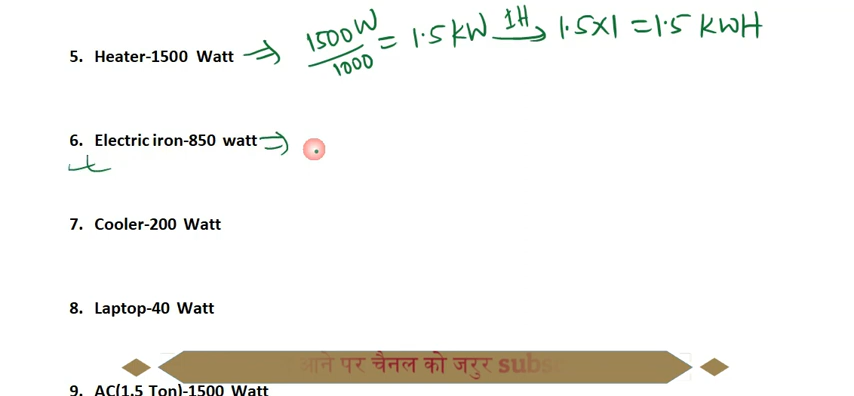 5. Heater-1500 Watt ⇒ 1500W/1000 = 1.5 KW 1H→ 1.5X1 = 1.5 KWH
6. Electric iron-850 watt ⇒
7. Cooler-200 Watt
8. Laptop-40 Watt
आने पर चैनल को जरुर subs
9. AC(1.5 Ton)-1500 Watt